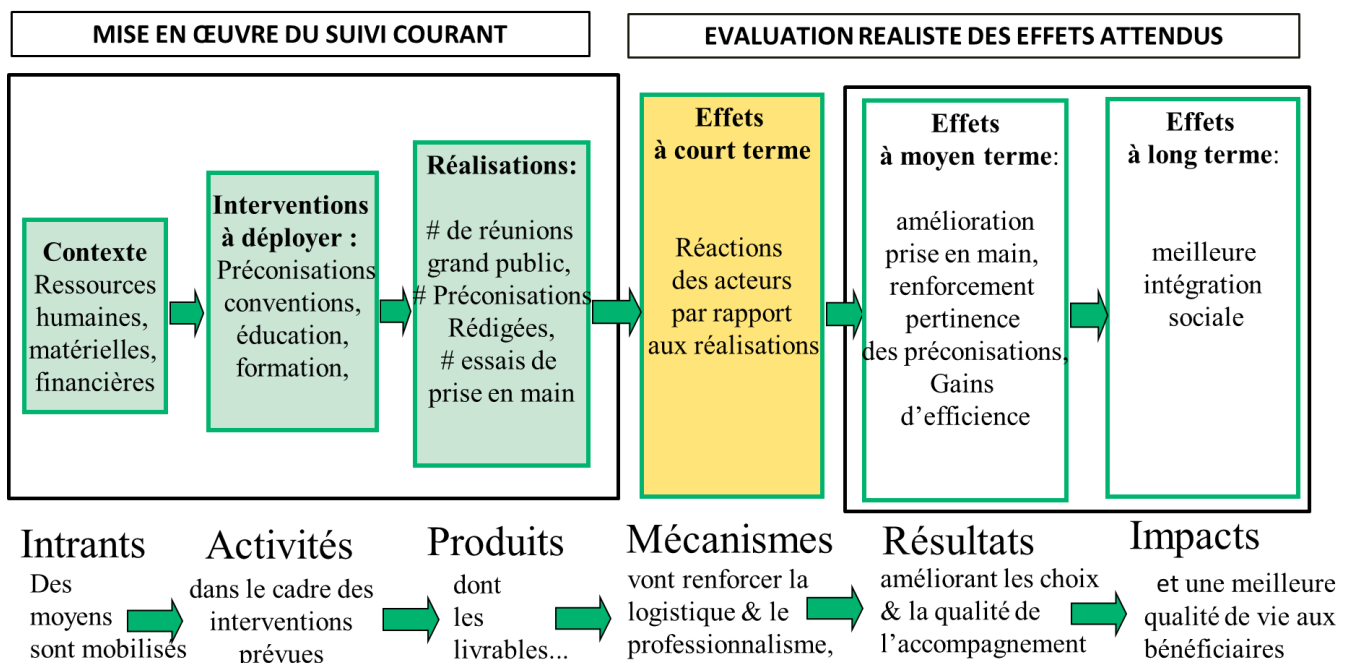 MISE EN ŒUVRE DU SUIVI COURANT
EVALUATION REALISTE DES EFFETS ATTENDUS
Contexte
Ressources
humaines,
matérielles,
financières
Interventions
à déployer :
Préconisations
conventions,
éducation,
formation,
Réalisations:
# de réunions
grand public,
# Préconisations
Rédigées,
# essais de
prise en main
Effets
à court terme
Réactions
des acteurs
par rapport
aux réalisations
Effets
à moyen terme:
amélioration
prise en main,
renforcement
pertinence
des préconisations,
Gains
d’efficience
Effets
à long terme:
meilleure
intégration
sociale
Intrants
Des
moyens
sont mobilisés
Activités
dans le cadre des
interventions
prévues
Produits
dont
les
livrables...
Mécanismes
vont renforcer la
logistique & le
professionnalisme,
Résultats
améliorant les choix
& la qualité de
l’accompagnement
Impacts
et une meilleure
qualité de vie aux
bénéficiaires